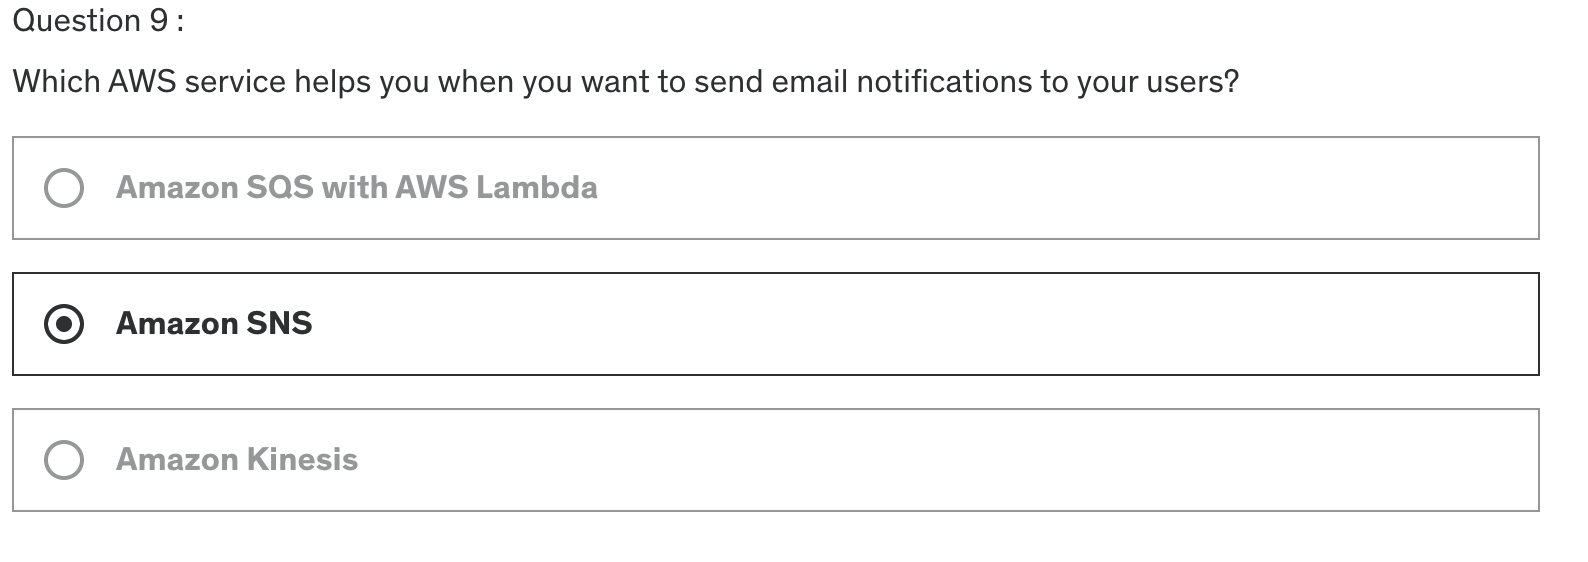 Question 9 :
Which AWS service helps you when you want to send email notifications to your users?
Amazon SQS with AWS Lambda
Amazon SNS
Amazon Kinesis